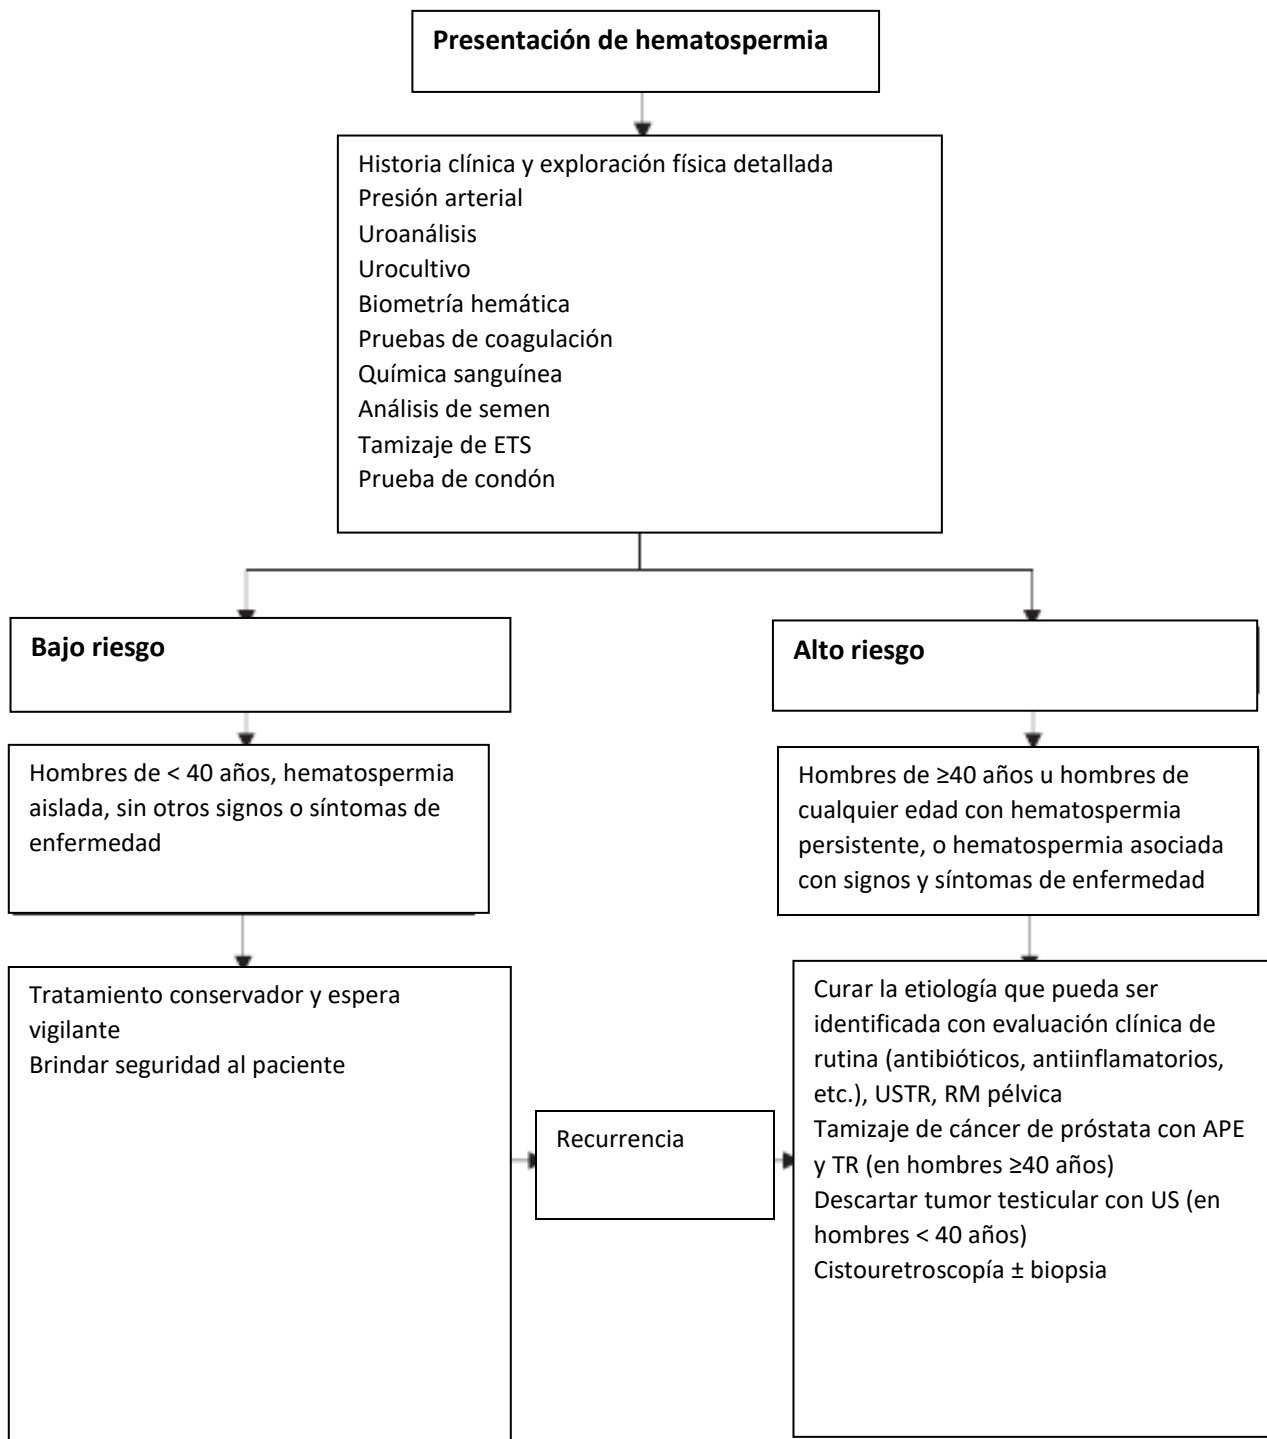 Presentación de hematospermia
Historia clínica y exploración física detallada
Presión arterial
Uroanálisis
Urocultivo
Biometría hemática
Pruebas de coagulación
Química sanguínea
Análisis de semen
Tamizaje de ETS
Prueba de condón
Bajo riesgo
Alto riesgo
Hombres de < 40 años, hematospermia
aislada, sin otros signos o síntomas de
enfermedad
Hombres de ≥40 años u hombres de
cualquier edad con hematospermia
persistente, o hematospermia asociada
con signos y síntomas de enfermedad
Tratamiento conservador y espera
vigilante
Brindar seguridad al paciente
Recurrencia
Curar la etiología que pueda ser
identificada con evaluación clínica de
rutina (antibióticos, antiinflamatorios,
etc.), USTR, RM pélvica
Tamizaje de cáncer de próstata con APE
y TR (en hombres ≥40 años)
Descartar tumor testicular con US (en
hombres < 40 años)
Cistouretroscopía ± biopsia